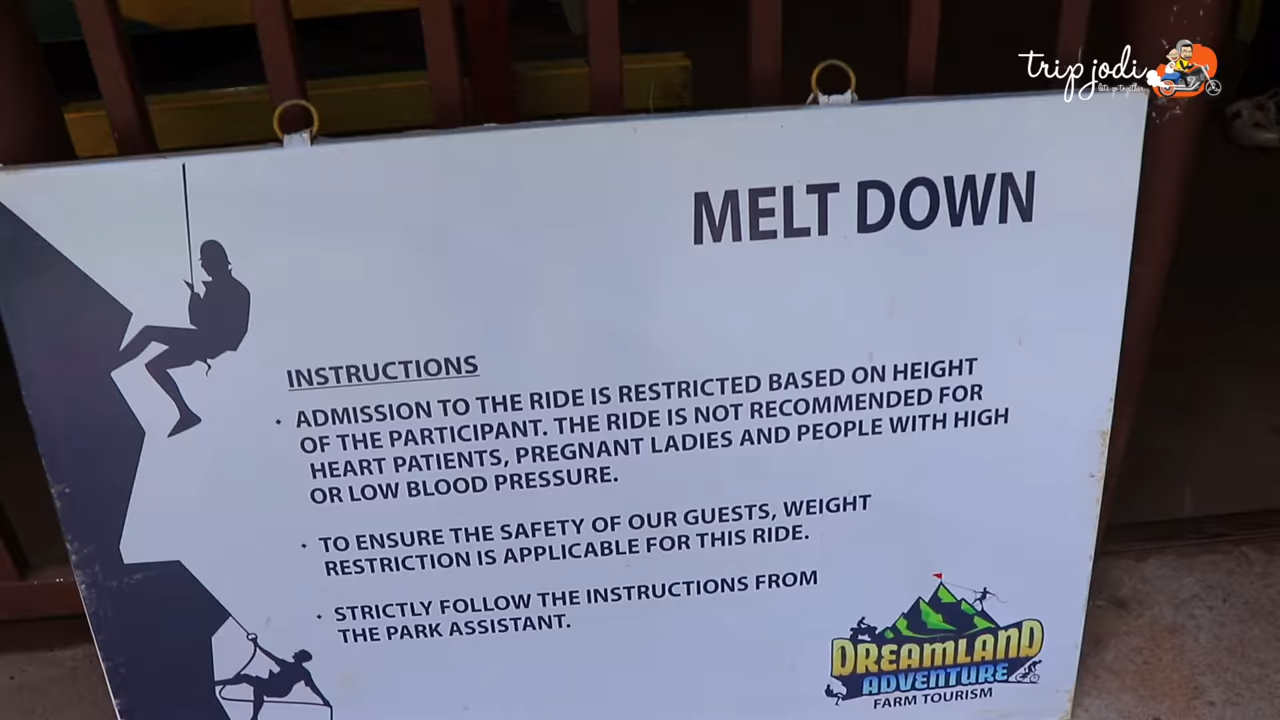 trip jodi
lets go together
MELT DOWN
INSTRUCTIONS
• ADMISSION TO THE RIDE IS RESTRICTED BASED ON HEIGHT
OF THE PARTICIPANT. THE RIDE IS NOT RECOMMENDED FOR
HEART PATIENTS, PREGNANT LADIES AND PEOPLE WITH HIGH
OR LOW BLOOD PRESSURE.
• TO ENSURE THE SAFETY OF OUR GUESTS, WEIGHT
RESTRICTION IS APPLICABLE FOR THIS RIDE.
• STRICTLY FOLLOW THE INSTRUCTIONS FROM
THE PARK ASSISTANT.
DREAMLAND
ADVENTURE
FARM TOURISM